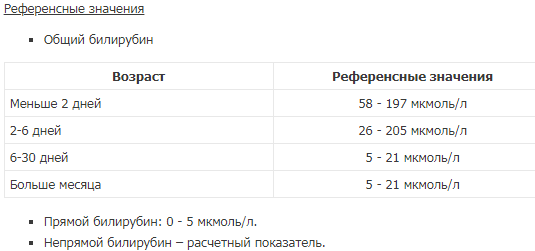 Референсные значения
Общий билирубин
Возраст Референсные значения
Меньше 2 дней 58 - 197 мкмоль/л
2-6 дней 26 - 205 мкмоль/л
6-30 дней 5 - 21 мкмоль/л
Больше месяца 5 - 21 мкмоль/л
Прямой билирубин: 0 - 5 мкмоль/л.
Непрямой билирубин – расчетный показатель.